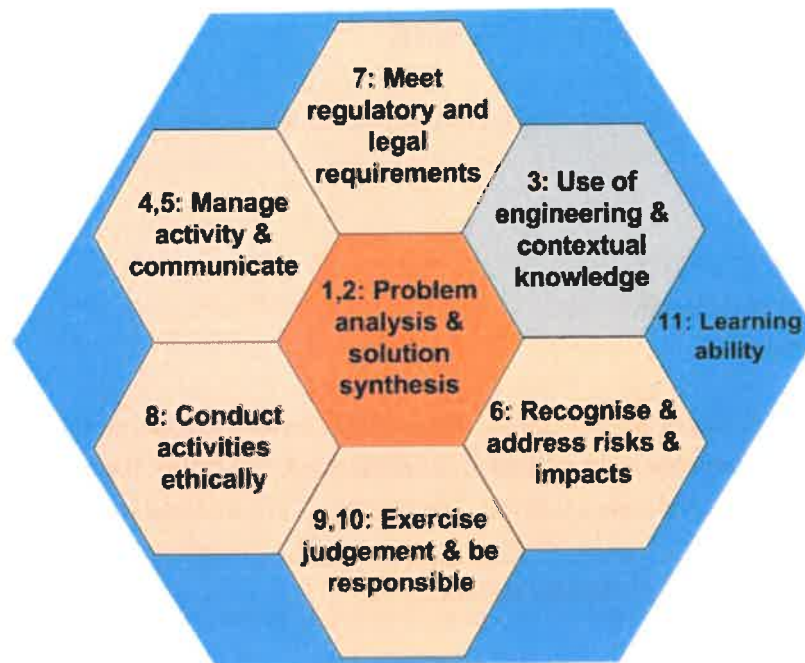 7: Meet
regulatory and
legal
requirements
4,5: Manage
activity &
communicate
3: Use of
engineering &
contextual
knowledge
1,2: Problem
analysis &
solution
synthesis
11: Learning
ability
8: Conduct
activities
ethically
6: Recognise &
address risks &
impacts
9,10: Exercise
judgement & be
responsible